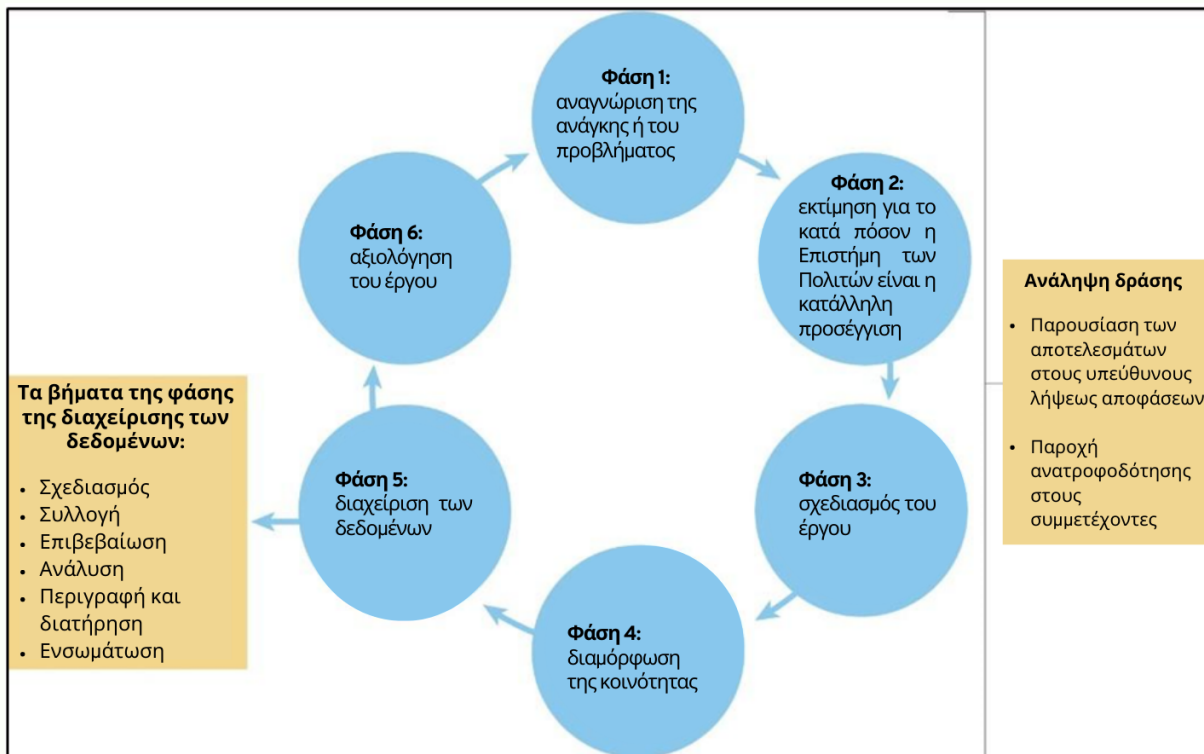 Φάση 1:
αναγνώριση της
ανάγκης ή του
προβλήματος
Φάση 2:
εκτίμηση για το
κατά πόσον η
Επιστήμη των
Πολιτών είναι η
κατάλληλη
προσέγγιση
Φάση 3:
σχεδιασμός του
έργου
Φάση 4:
διαμόρφωση
της κοινότητας
Φάση 5:
διαχείριση των
δεδομένων
Φάση 6:
αξιολόγηση
του έργου
Τα βήματα της φάσης
της διαχείρισης των
δεδομένων:
• Σχεδιασμός
• Συλλογή
• Επιβεβαίωση
• Ανάλυση
• Περιγραφή και
διατήρηση
• Ενσωμάτωση
Ανάληψη δράσης
• Παρουσίαση των
αποτελεσμάτων
στους υπεύθυνους
λήψεως αποφάσεων
• Παροχή
ανατροφοδότησης
στους
συμμετέχοντες